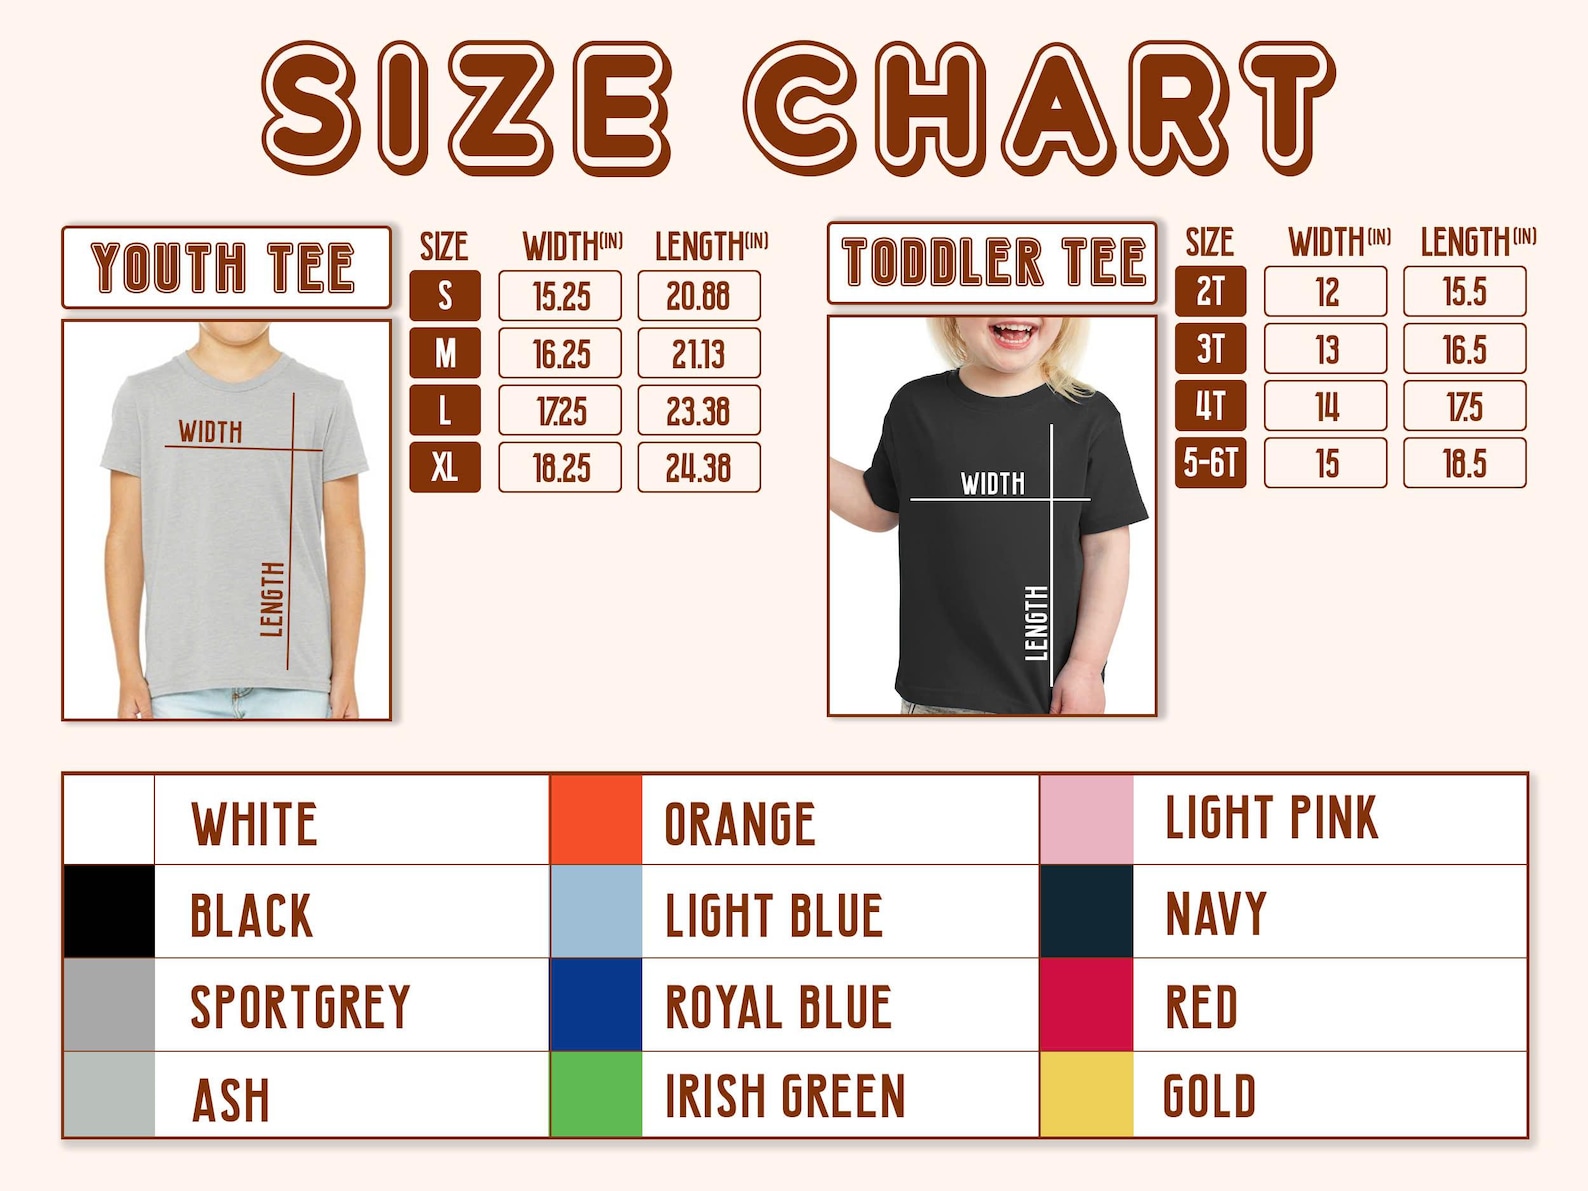 SIZE CHART
YOUTH TEE
SIZE WIDTH(IN) LENGTH(IN)
S 15.25 20.88
M 16.25 21.13
L 17.25 23.38
XL 18.25 24.38
WIDTH
LENGTH
TODDLER TEE
SIZE WIDTH(IN) LENGTH(IN)
2T 12 15.5
3T 13 16.5
4T 14 17.5
5-6T 15 18.5
WIDTH
LENGTH
WHITE ORANGE LIGHT PINK
BLACK LIGHT BLUE NAVY
SPORTGREY ROYAL BLUE RED
ASH IRISH GREEN GOLD